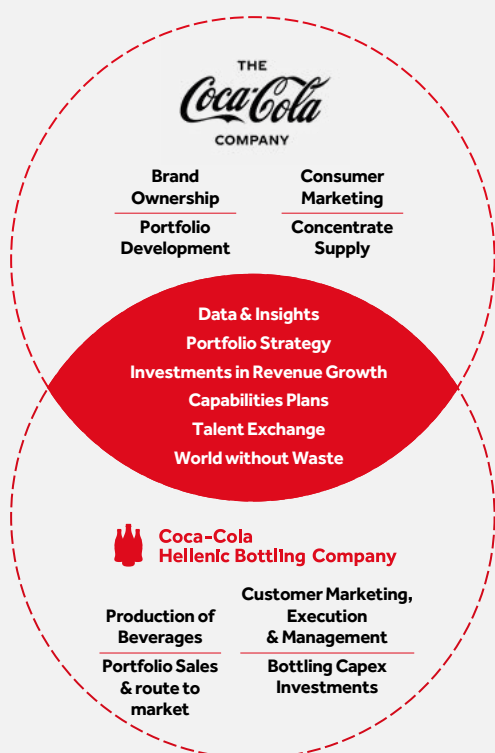 THE
Coca-Cola
COMPANY
Brand
Ownership
Portfolio
Development
Consumer
Marketing
Concentrate
Supply
Data & Insights
Portfolio Strategy
Investments in Revenue Growth
Capabilities Plans
Talent Exchange
World without Waste
Coca-Cola
Hellenic Bottling Company
Production of
Beverages
Portfolio Sales
& route to
market
Customer Marketing,
Execution
& Management
Bottling Capex
Investments